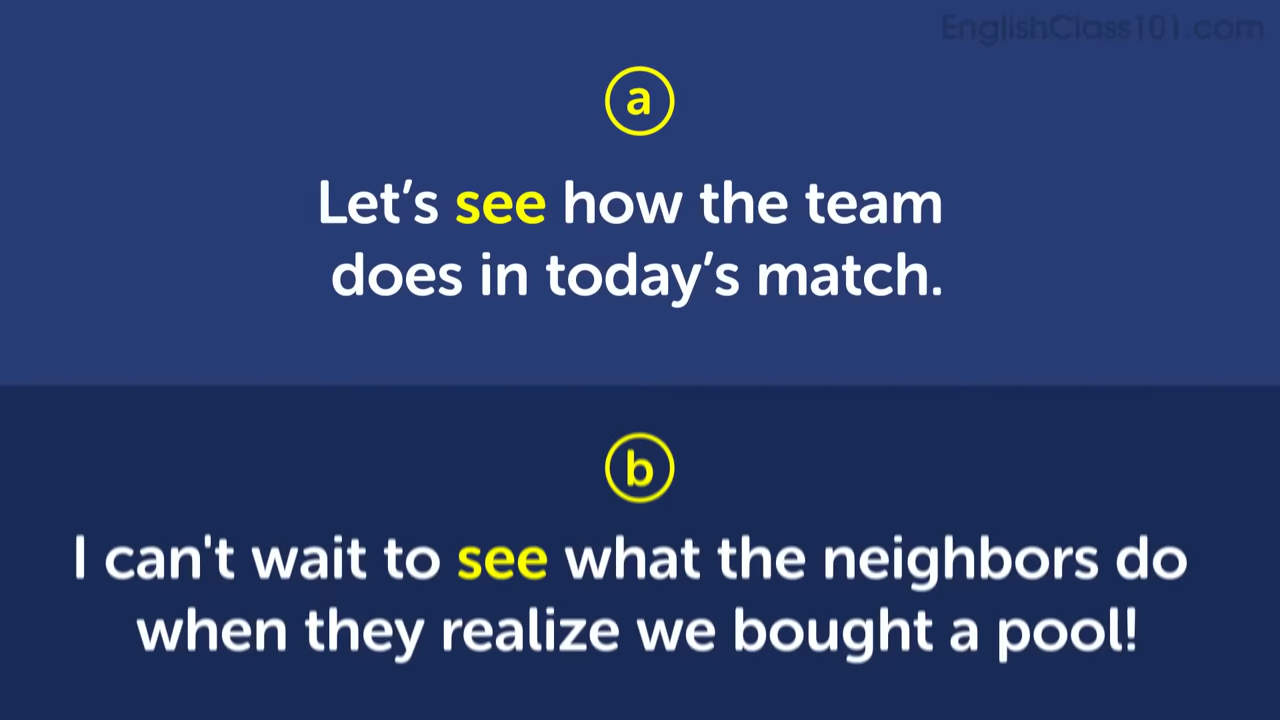 EnglishClass101.com
a
Let’s see how the team
does in today’s match.
b
I can't wait to see what the neighbors do
when they realize we bought a pool!